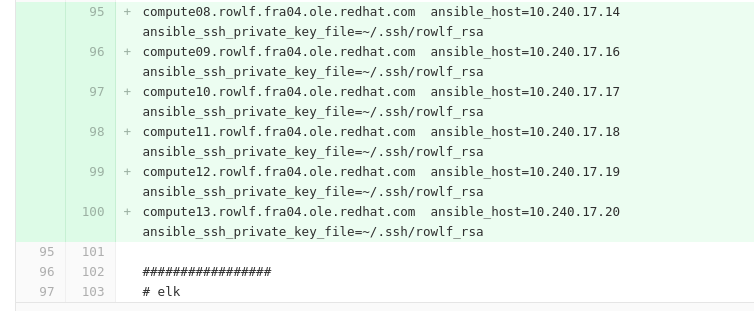 95 + compute08.rowlf.fra04.ole.redhat.com  ansible_host=10.240.17.14
ansible_ssh_private_key_file=~/.ssh/rowlf_rsa
96 + compute09.rowlf.fra04.ole.redhat.com  ansible_host=10.240.17.16
ansible_ssh_private_key_file=~/.ssh/rowlf_rsa
97 + compute10.rowlf.fra04.ole.redhat.com  ansible_host=10.240.17.17
ansible_ssh_private_key_file=~/.ssh/rowlf_rsa
98 + compute11.rowlf.fra04.ole.redhat.com  ansible_host=10.240.17.18
ansible_ssh_private_key_file=~/.ssh/rowlf_rsa
99 + compute12.rowlf.fra04.ole.redhat.com  ansible_host=10.240.17.19
ansible_ssh_private_key_file=~/.ssh/rowlf_rsa
100 + compute13.rowlf.fra04.ole.redhat.com  ansible_host=10.240.17.20
ansible_ssh_private_key_file=~/.ssh/rowlf_rsa
95 101
96 102 #################
97 103 # elk